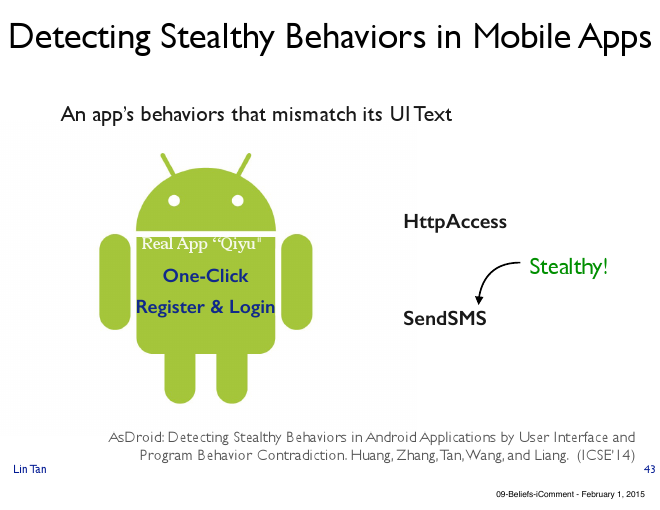 Detecting Stealthy Behaviors in Mobile Apps
An app’s behaviors that mismatch its UI Text
Real App “Qiyu"
One-Click
Register & Login
HttpAccess
Stealthy!
SendSMS
AsDroid: Detecting Stealthy Behaviors in Android Applications by User Interface and
Program Behavior Contradiction. Huang, Zhang, Tan, Wang, and Liang. (ICSE’14)
Lin Tan
43
09-Beliefs-iComment - February 1, 2015